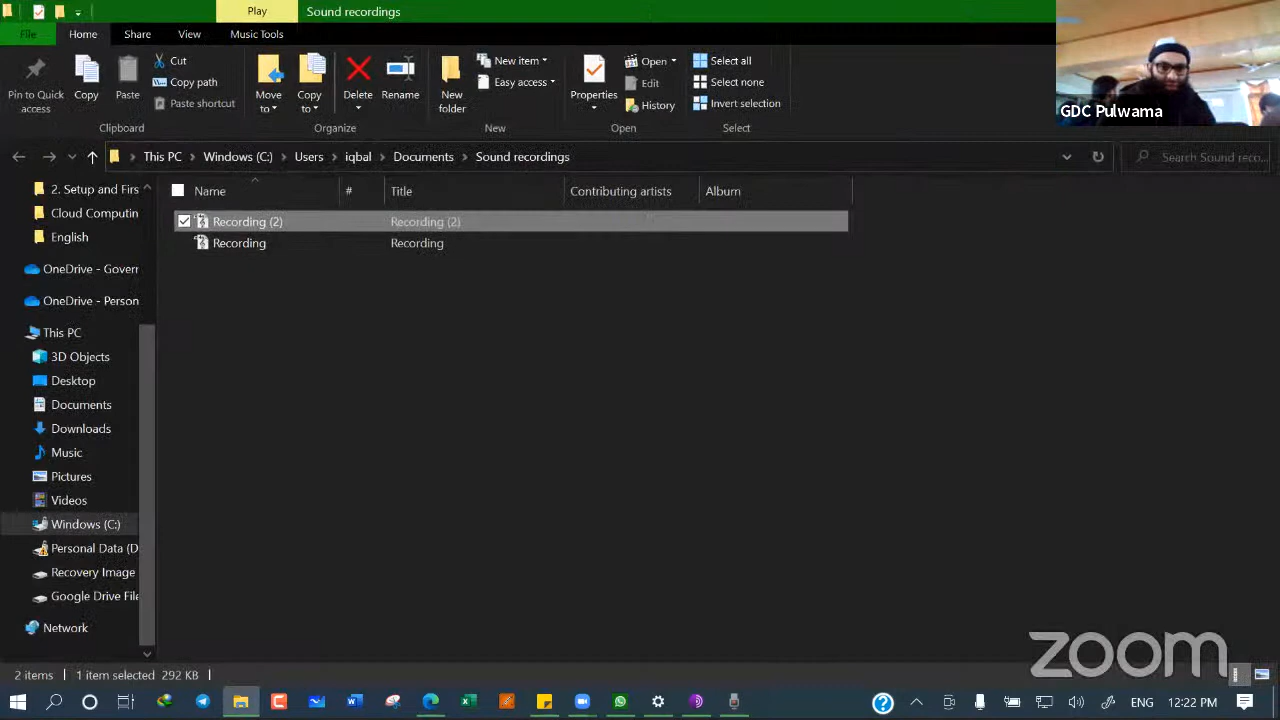 Play Sound recordings
File Home Share View Music Tools
Pin to Quick access
Copy
Paste
Cut
Copy path
Paste shortcut
Clipboard
Move to
Copy to
Delete
Rename
Organize
New folder
New item
Easy access
New
Properties
Open
Edit
History
Open
Select all
Select none
Invert selection
Select
GDC Pulwama
This PC Windows (C:) Users iqbal Documents Sound recordings Search Sound reco...
Name # Title Contributing artists Album
Recording (2) Recording (2)
Recording Recording
2. Setup and Firs
Cloud Computin
English
OneDrive - Govern
OneDrive - Person
This PC
3D Objects
Desktop
Documents
Downloads
Music
Pictures
Videos
Windows (C:)
Personal Data (D
Recovery Image
Google Drive File
Network
zoom
2 items 1 item selected 292 KB
ENG 12:22 PM